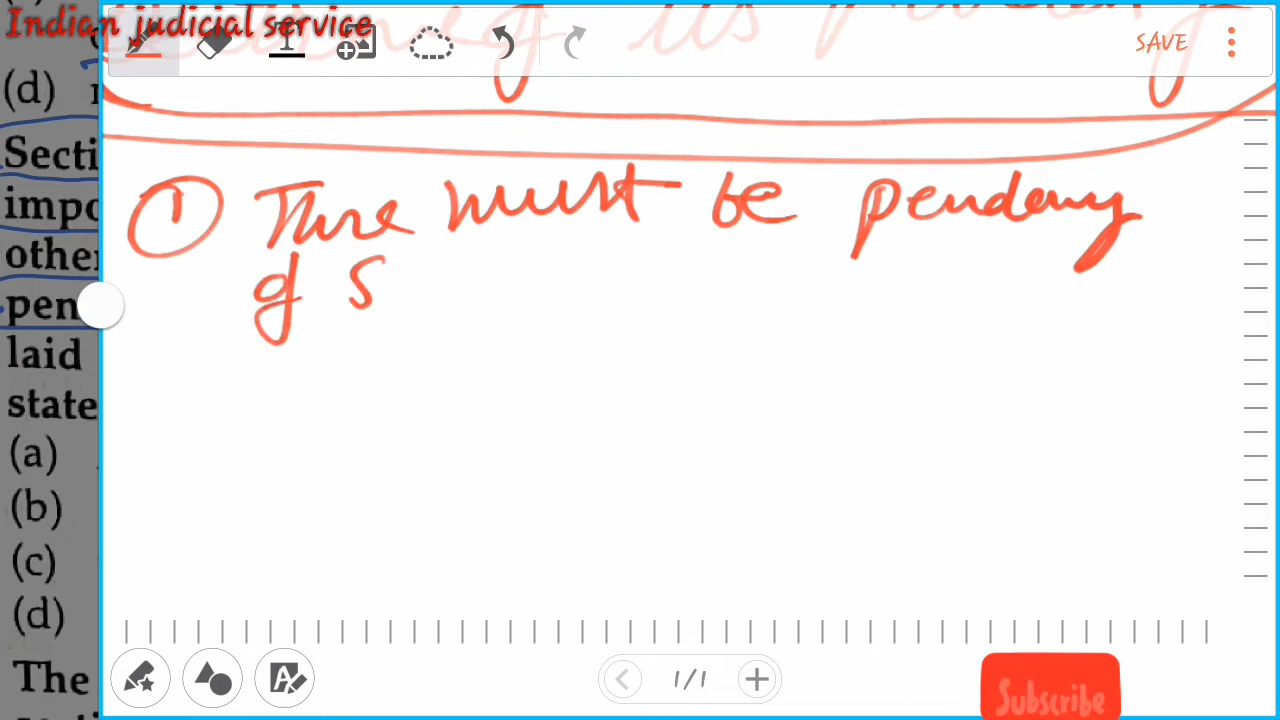 Indian judicial service
T
SAVE
(d)
Secti
impo
other
pen
laid
state
(a)
(b)
(c)
(d)
The
① There must be pendency
of S
1/1
Subscribe